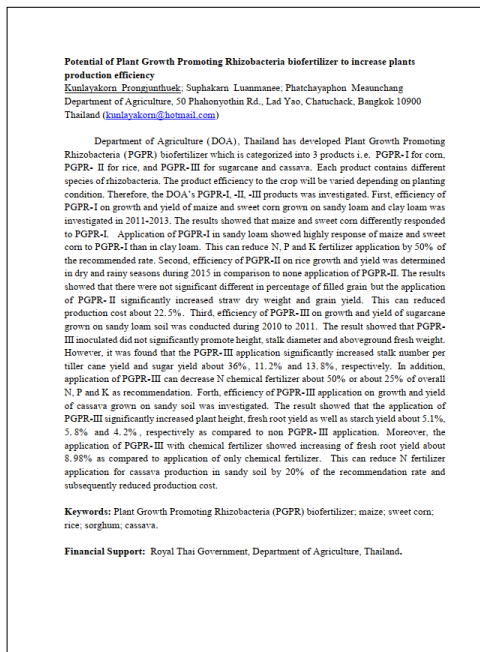 Potential of Plant Growth Promoting Rhizobacteria biofertilizer to increase plants
production efficiency
Kunlayakorn Prongjunthuek; Suphakarn Luanmanee; Phatchayaphon Meaunchang
Department of Agriculture, 50 Phahonyothin Rd., Lad Yao, Chatuchack, Bangkok 10900
Thailand (kunlayakorn@hotmail.com)
Department of Agriculture (DOA), Thailand has developed Plant Growth Promoting
Rhizobacteria (PGPR) biofertilizer which is categorized into 3 products i.e. PGPR-I for corn,
PGPR- II for rice, and PGPR-III for sugarcane and cassava. Each product contains different
species of rhizobacteria. The product efficiency to the crop will be varied depending on planting
condition. Therefore, the DOA's PGPR-I, -II, -III products was investigated. First, efficiency of
PGPR-I on growth and yield of maize and sweet corn grown on sandy loam and clay loam was
investigated in 2011-2013. The results showed that maize and sweet corn differently responded
to PGPR-I. Application of PGPR-I in sandy loam showed highly response of maize and sweet
corn to PGPR-I than in clay loam. This can reduce N, P and K fertilizer application by 50% of
the recommended rate. Second, efficiency of PGPR-II on rice growth and yield was determined
in dry and rainy seasons during 2015 in comparison to none application of PGPR-II. The results
showed that there were not significant different in percentage of filled grain but the application
of PGPR- II significantly increased straw dry weight and grain yield. This can reduced
production cost about 22.5%. Third, efficiency of PGPR-III on growth and yield of sugarcane
grown on sandy loam soil was conducted during 2010 to 2011. The result showed that PGPR-
III inoculated did not significantly promote height, stalk diameter and aboveground fresh weight.
However, it was found that the PGPR-III application significantly increased stalk number per
tiller cane yield and sugar yield about 36%, 11.2% and 13.8%, respectively. In addition,
application of PGPR-III can decrease N chemical fertilizer about 50% or about 25% of overall
N, P and K as recommendation. Forth, efficiency of PGPR-III application on growth and yield
of cassava grown on sandy soil was investigated. The result showed that the application of
PGPR-III significantly increased plant height, fresh root yield as well as starch yield about 5.1%,
5.8% and 4.2%, respectively as compared to non PGPR-III application. Moreover, the
application of PGPR-III with chemical fertilizer showed increasing of fresh root yield about
8.98% as compared to application of only chemical fertilizer. This can reduce N fertilizer
application for cassava production in sandy soil by 20% of the recommendation rate and
subsequently reduced production cost.
Keywords: Plant Growth Promoting Rhizobacteria (PGPR) biofertilizer; maize; sweet corn;
rice; sorghum; cassava.
Financial Support: Royal Thai Government, Department of Agriculture, Thailand.